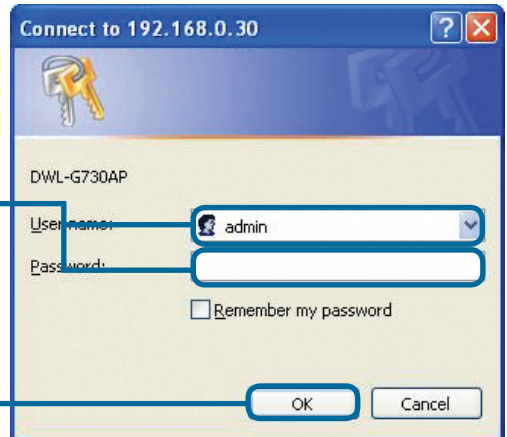 Connect to 192.168.0.30
DWL-G730AP
User name:
admin
Password:
Remember my password
OK
Cancel